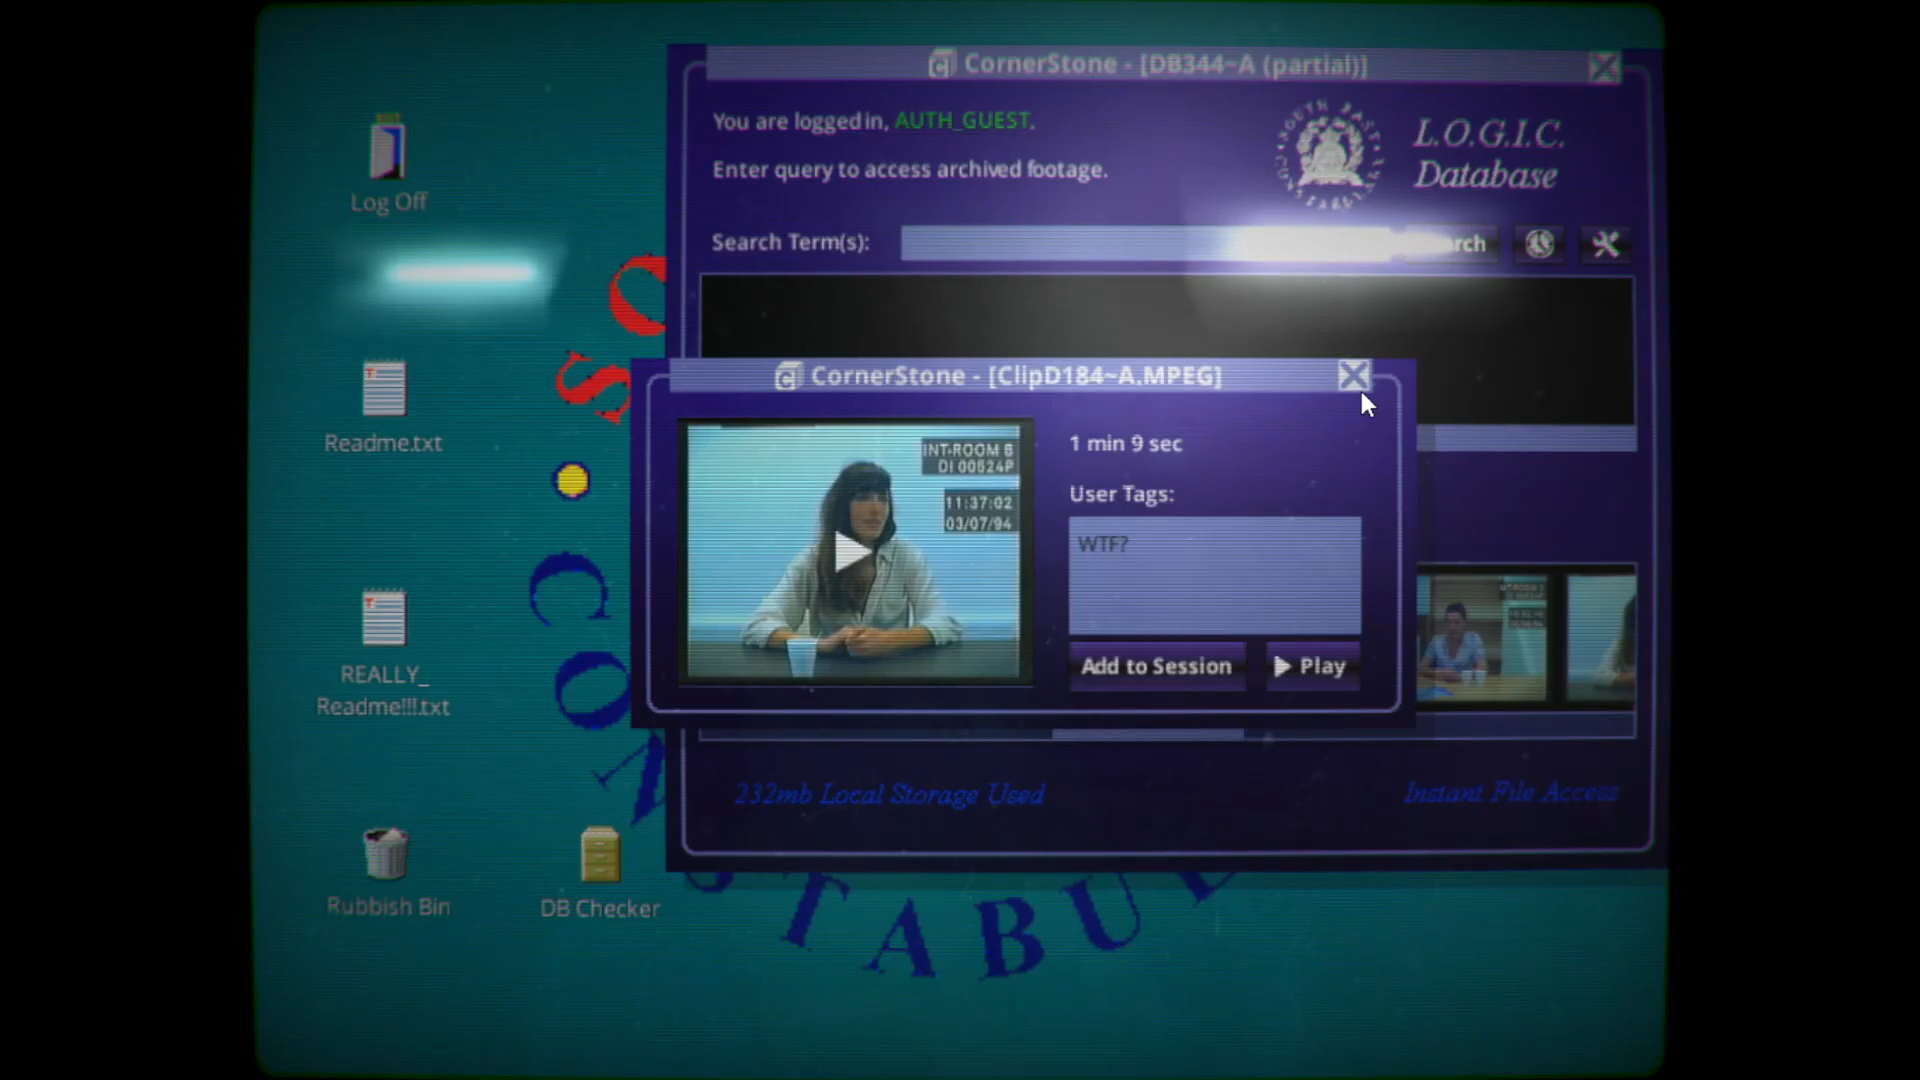 CornerStone - [DB344~A (partial)]
You are logged in, AUTH_GUEST.
Enter query to access archived footage.
SOUTH EAST
L.O.G.I.C.
Database
Search Term(s):
Log Off
CornerStone - [ClipD184~A.MPEG]
INT-ROOM B
DI 00524P
11:37:02
03/07/94
1 min 9 sec
User Tags:
WTF?
Add to Session
Play
Readme.txt
REALLY_
Readme!!!.txt
232mb Local Storage Used
Instant File Access
Rubbish Bin
DB Checker